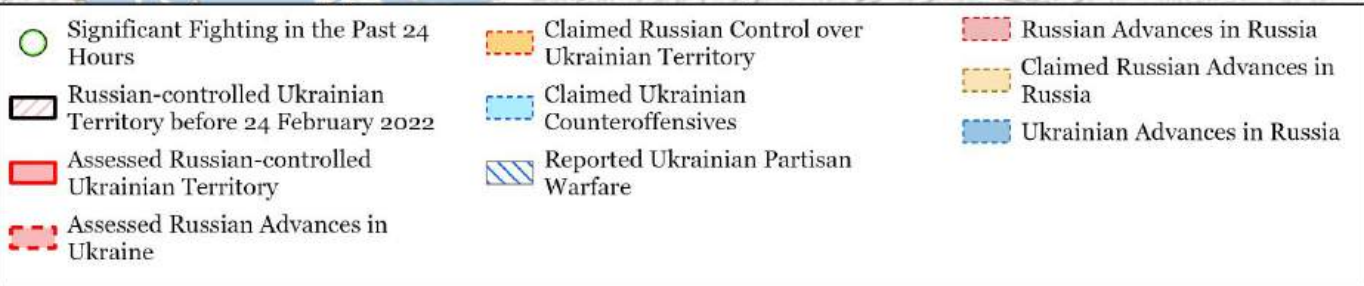 Significant Fighting in the Past 24
Hours
Russian-controlled Ukrainian
Territory before 24 February 2022
Assessed Russian-controlled
Ukrainian Territory
Assessed Russian Advances in
Ukraine
Claimed Russian Control over
Ukrainian Territory
Claimed Ukrainian
Counteroffensives
Reported Ukrainian Partisan
Warfare
Russian Advances in Russia
Claimed Russian Advances in
Russia
Ukrainian Advances in Russia